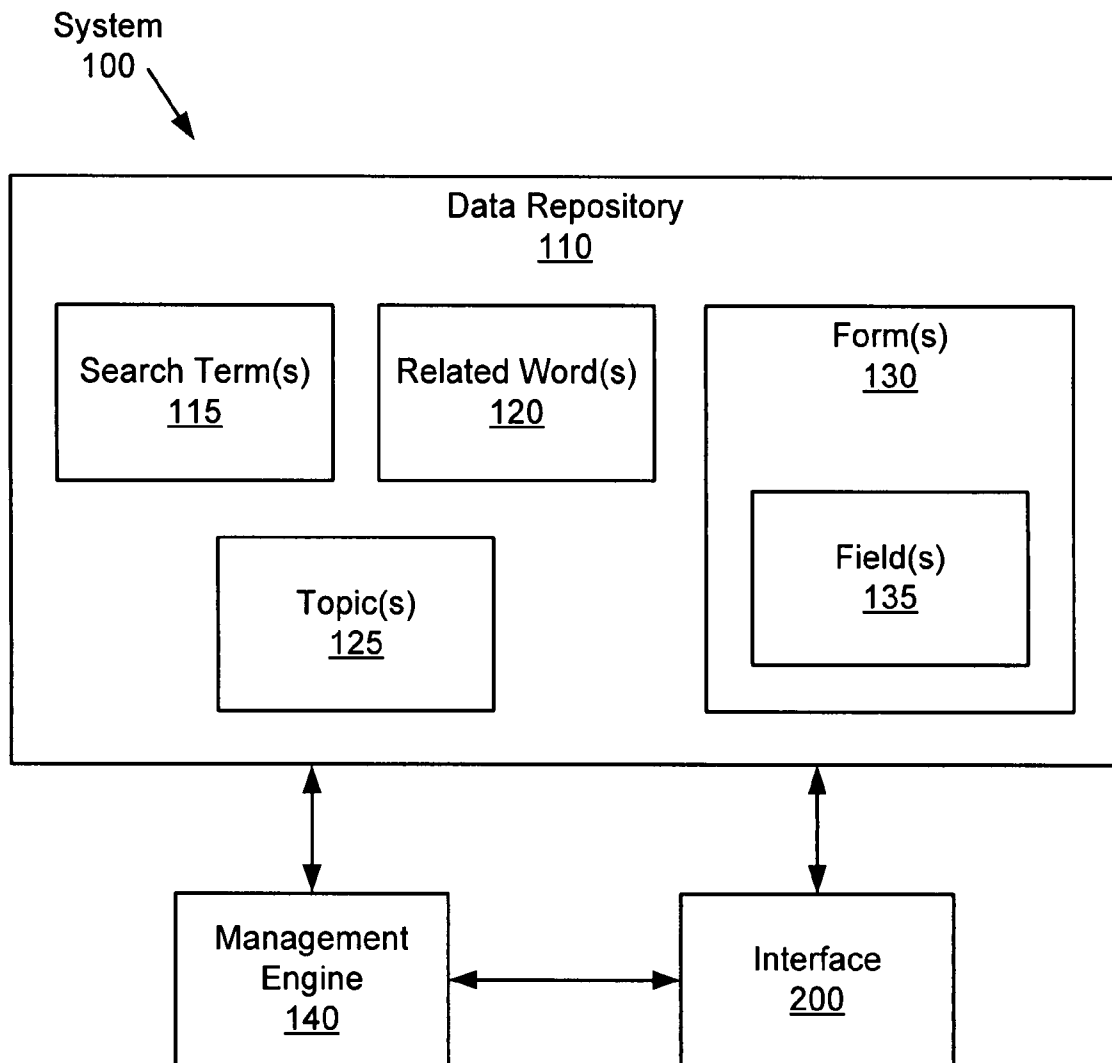 System
100
Data Repository
110
Search Term(s)
115
Related Word(s)
120
Form(s)
130
Topic(s)
125
Field(s)
135
Management
Engine
140
Interface
200